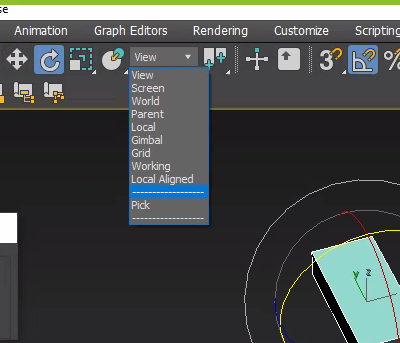 se
Animation Graph Editors Rendering Customize Scripting
View
3
View
Screen
World
Parent
Local
Gimbal
Grid
Working
Local Aligned
--------------------
Pick
--------------------
z
y